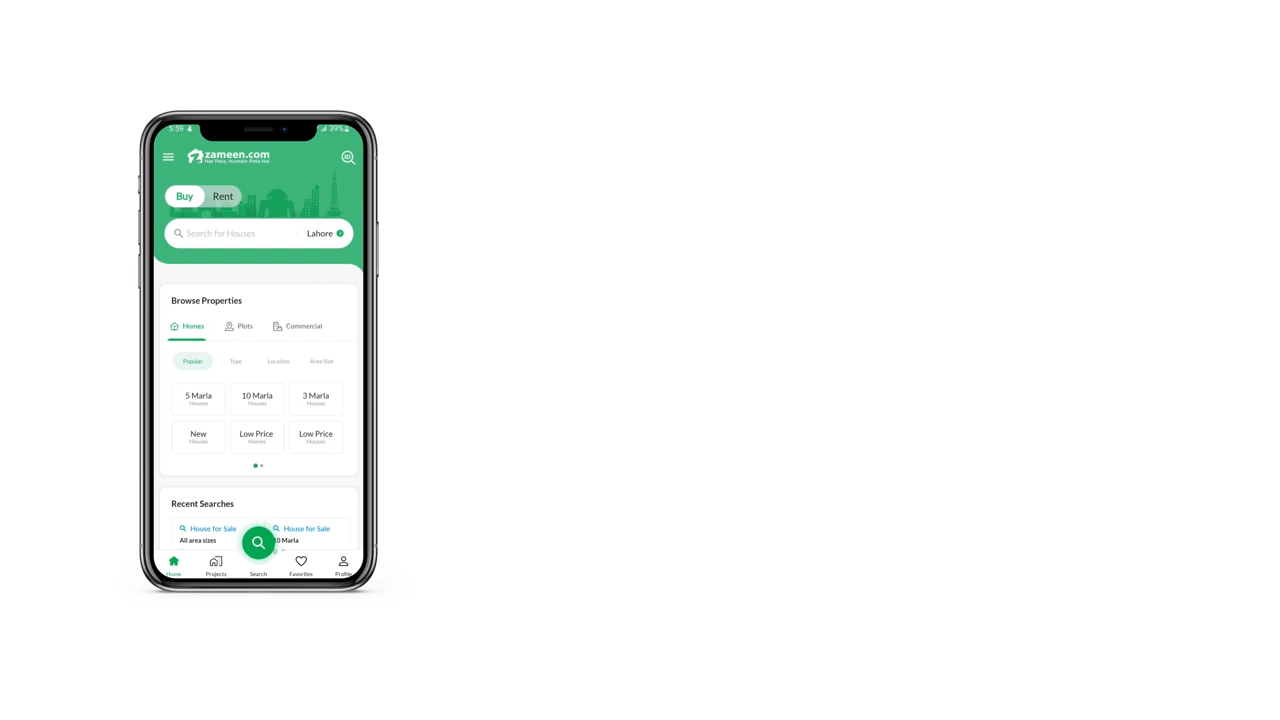 5:59 39%
zameen.com
Har Pata, Humain Pata Hai
ID
Buy Rent
Search for Houses Lahore
Browse Properties
Homes Plots Commercial
Popular Type Location Area Size
5 Marla 10 Marla 3 Marla
Houses Houses Houses
New Low Price Low Price
Houses Homes Houses
Recent Searches
House for Sale House for Sale
All area sizes 10 Marla
Home Projects Search Favorites Profile